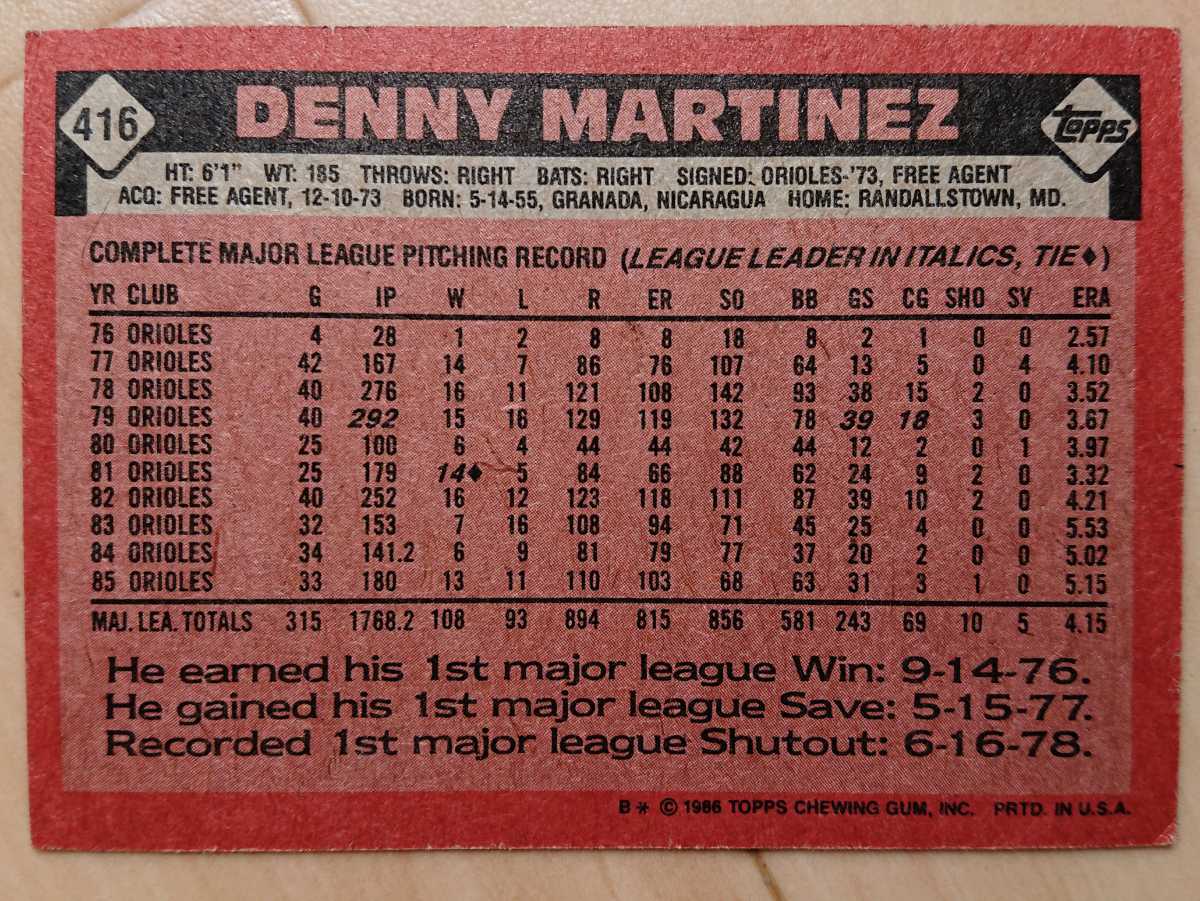 416 DENNY MARTINEZ Topps
HT: 6'1" WT: 185 THROWS: RIGHT BATS: RIGHT SIGNED: ORIOLES-'73, FREE AGENT
ACQ: FREE AGENT, 12-10-73 BORN: 5-14-55, GRANADA, NICARAGUA HOME: RANDALLSTOWN, MD.
COMPLETE MAJOR LEAGUE PITCHING RECORD (LEAGUE LEADER IN ITALICS, TIE♦)
YR CLUB G IP W L R ER SO BB GS CG SHO SV ERA
76 ORIOLES 4 28 1 2 8 8 18 8 2 1 0 0 2.57
77 ORIOLES 42 167 14 7 86 76 107 64 13 5 0 4 4.10
78 ORIOLES 40 276 16 11 121 108 142 93 38 15 2 0 3.52
79 ORIOLES 40 292 15 16 129 119 132 78 39 18 3 0 3.67
80 ORIOLES 25 100 6 4 44 44 42 44 12 2 0 1 3.97
81 ORIOLES 25 179 14♦ 5 84 66 88 62 24 9 2 0 3.32
82 ORIOLES 40 252 16 12 123 118 111 87 39 10 2 0 4.21
83 ORIOLES 32 153 7 16 108 94 71 45 25 4 0 0 5.53
84 ORIOLES 34 141.2 6 9 81 79 77 37 20 2 0 0 5.02
85 ORIOLES 33 180 13 11 110 103 68 63 31 3 1 0 5.15
MAJ. LEA. TOTALS 315 1768.2 108 93 894 815 856 581 243 69 10 5 4.15
He earned his 1st major league Win: 9-14-76.
He gained his 1st major league Save: 5-15-77.
Recorded 1st major league Shutout: 6-16-78.
B* © 1986 TOPPS CHEWING GUM, INC. PRTD. IN U.S.A.